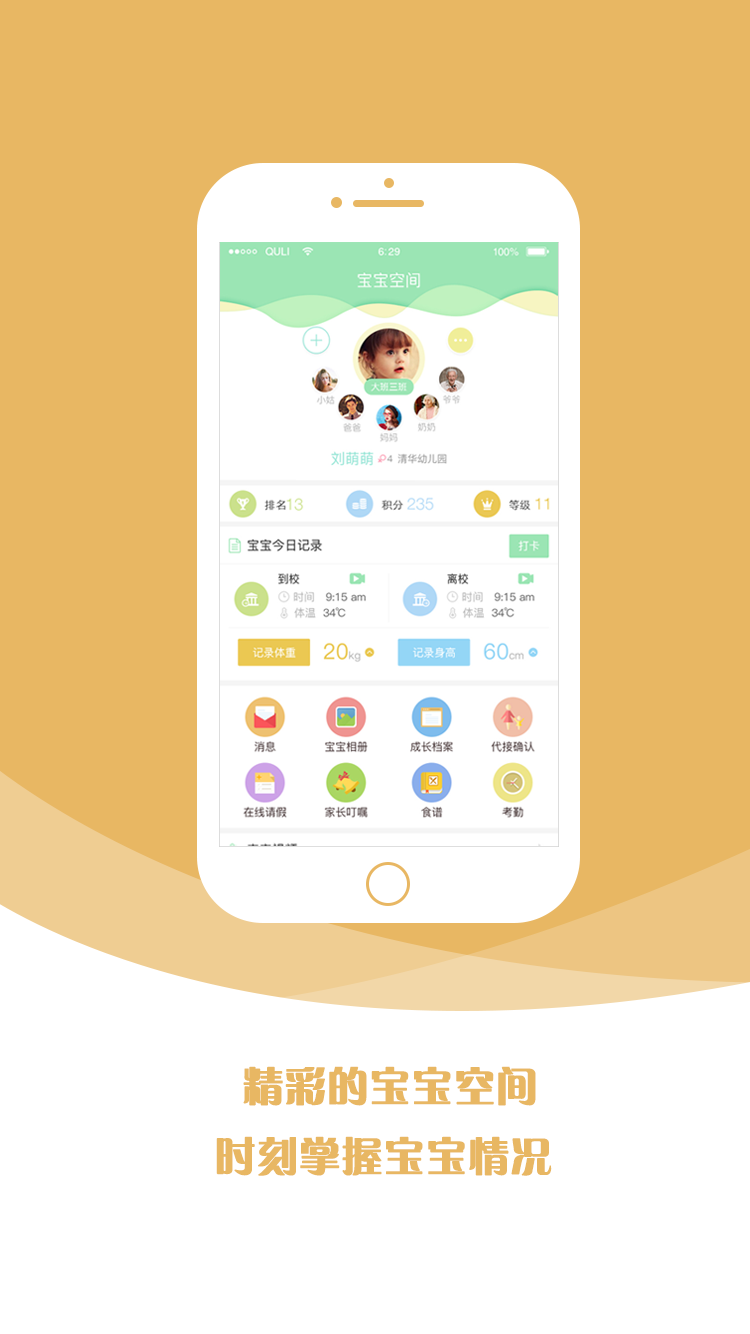 QULI 6:29 100%
宝宝空间
大班三班
小姑
爷爷
爸爸
奶奶
妈妈
刘萌萌 4 清华幼儿园
排名13 积分 235 等级 11
宝宝今日记录 打卡
到校 离校
时间 9:15 am 时间 9:15 am
体温 34℃ 体温 34℃
记录体重 20kg 记录身高 60cm
消息 宝宝相册 成长档案 代接确认
在线请假 家长叮嘱 食谱 考勤
精彩的宝宝空间
时刻掌握宝宝情况